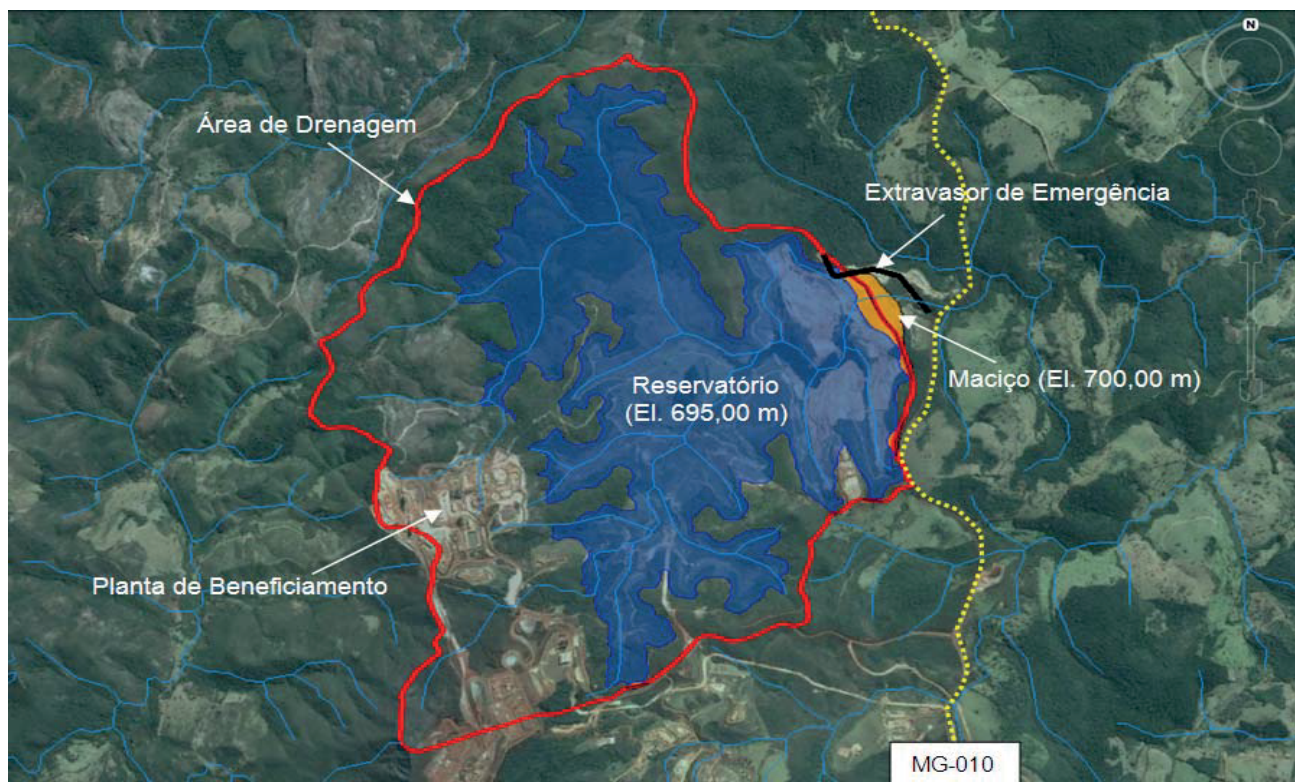 N
Área de Drenagem
Extravasor de Emergência
Reservatório
(El. 695,00 m)
Maciço (El. 700,00 m)
Planta de Beneficiamento
MG-010